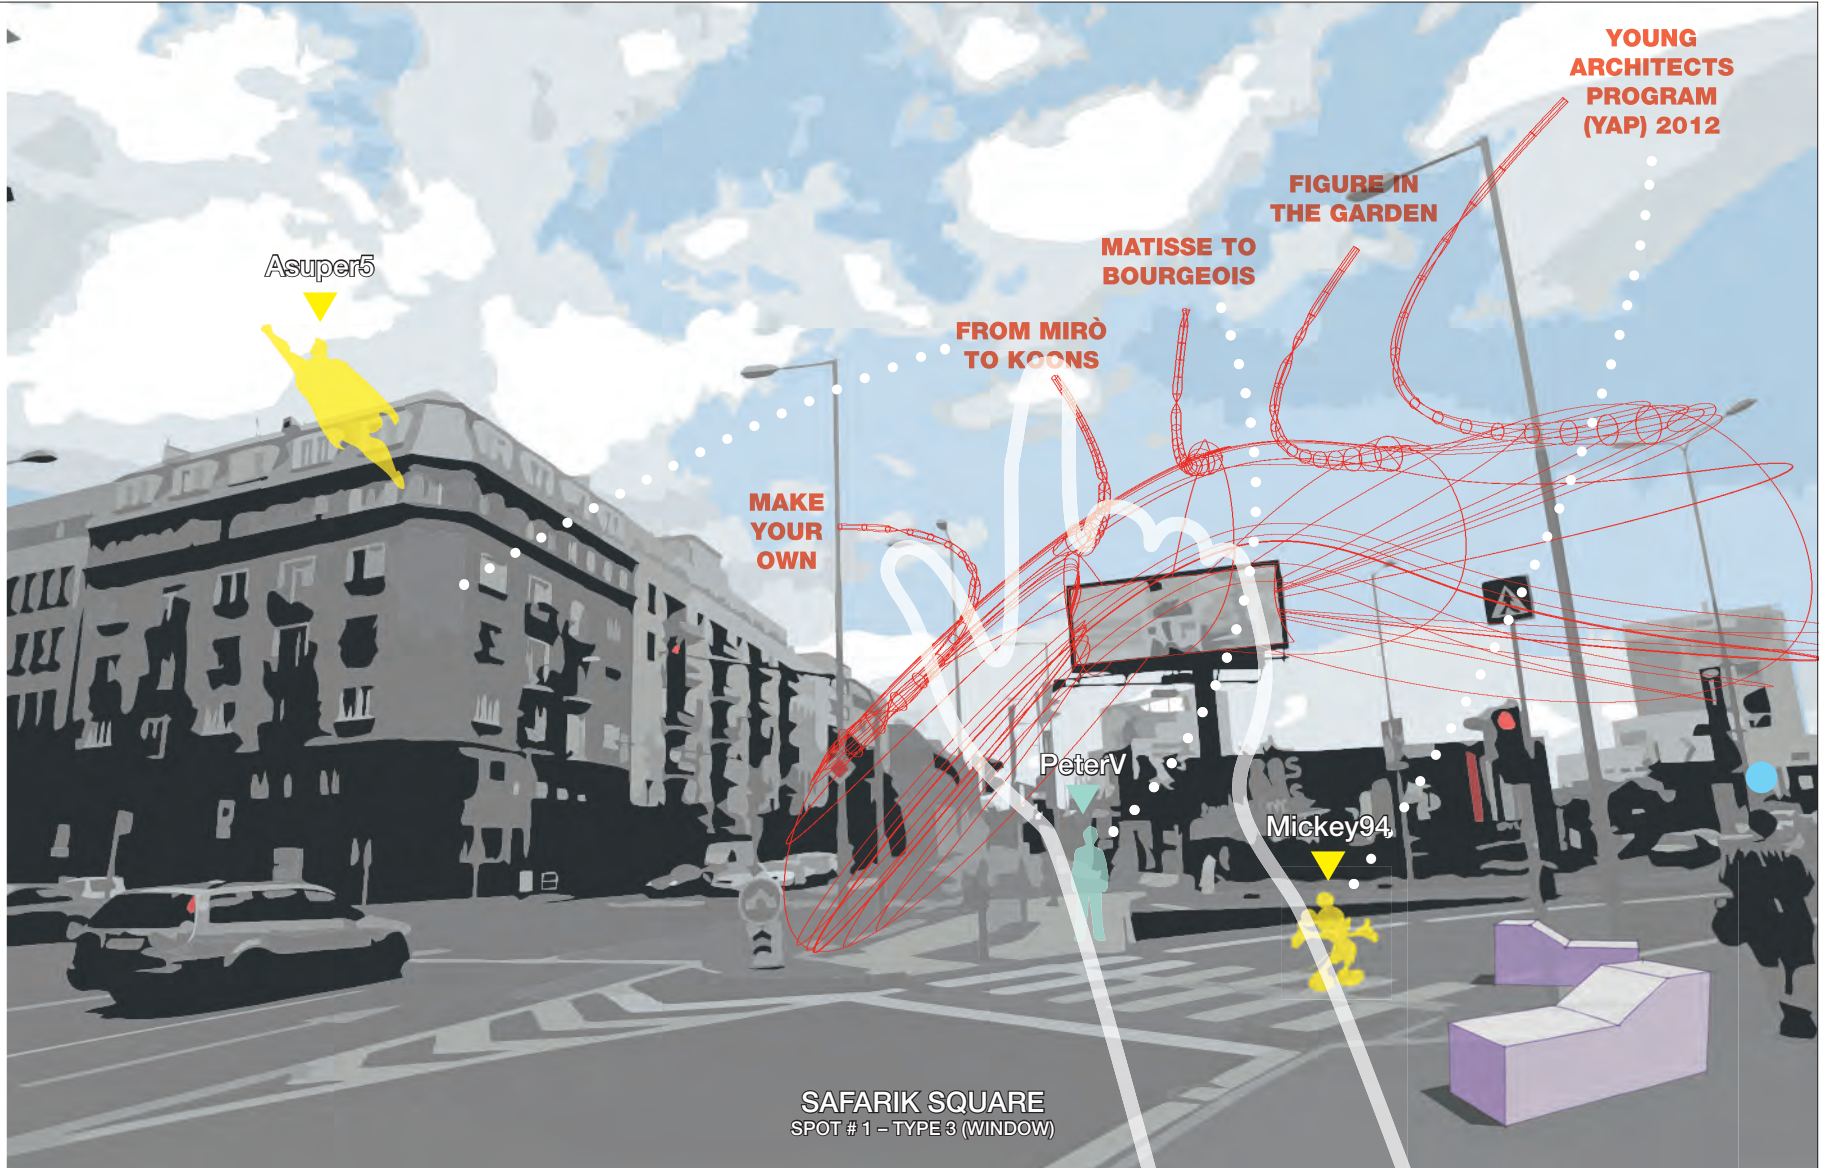 YOUNG
ARCHITECTS
PROGRAM
(YAP) 2012
FIGURE IN
THE GARDEN
MATISSE TO
BOURGEOIS
Asuper5
FROM MIRÒ
TO KOONS
MAKE
YOUR
OWN
PeterV
Mickey94
SAFARIK SQUARE
SPOT # 1 – TYPE 3 (WINDOW)